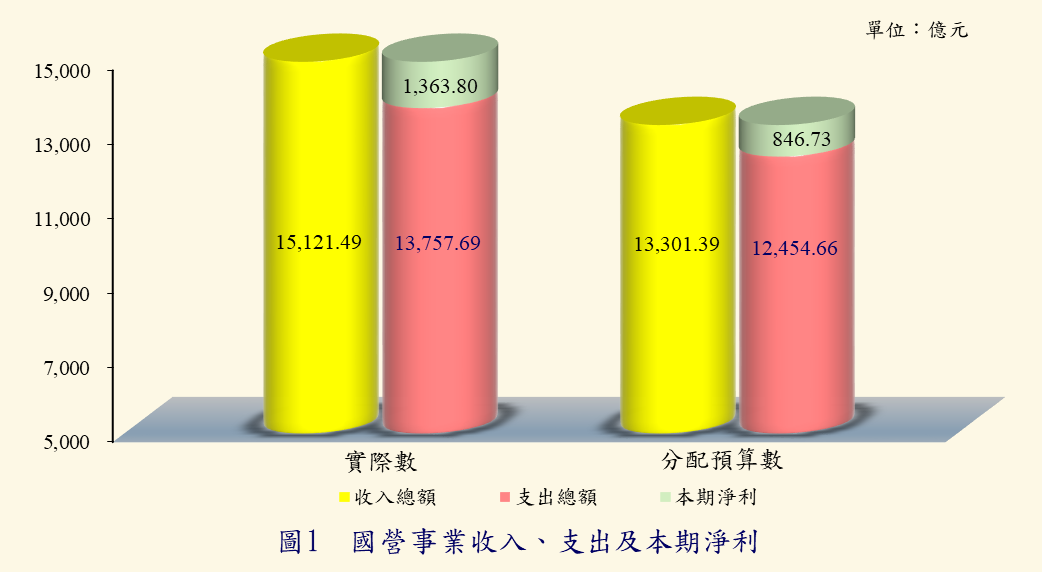 單位：億元
15,000
13,000
11,000
9,000
7,000
5,000
1,363.80
846.73
15,121.49
13,757.69
13,301.39
12,454.66
實際數
分配預算數
收入總額
支出總額
本期淨利
圖1　國營事業收入、支出及本期淨利